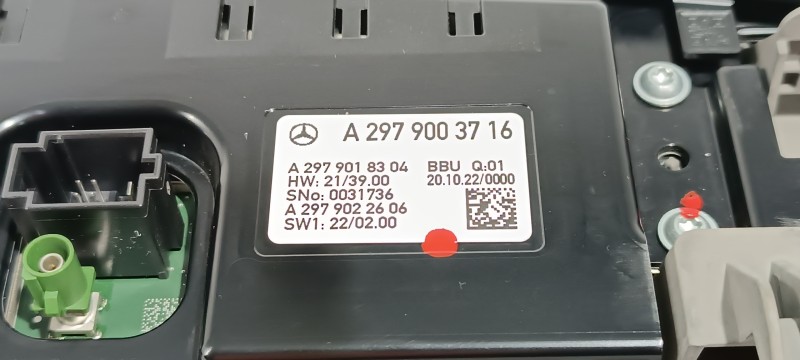 A 297 900 37 16
A 297 901 83 04 BBU Q:01
HW: 21/39.00 20.10.22/0000
SNo: 0031736
A 297 902 26 06
SW1: 22/02.00